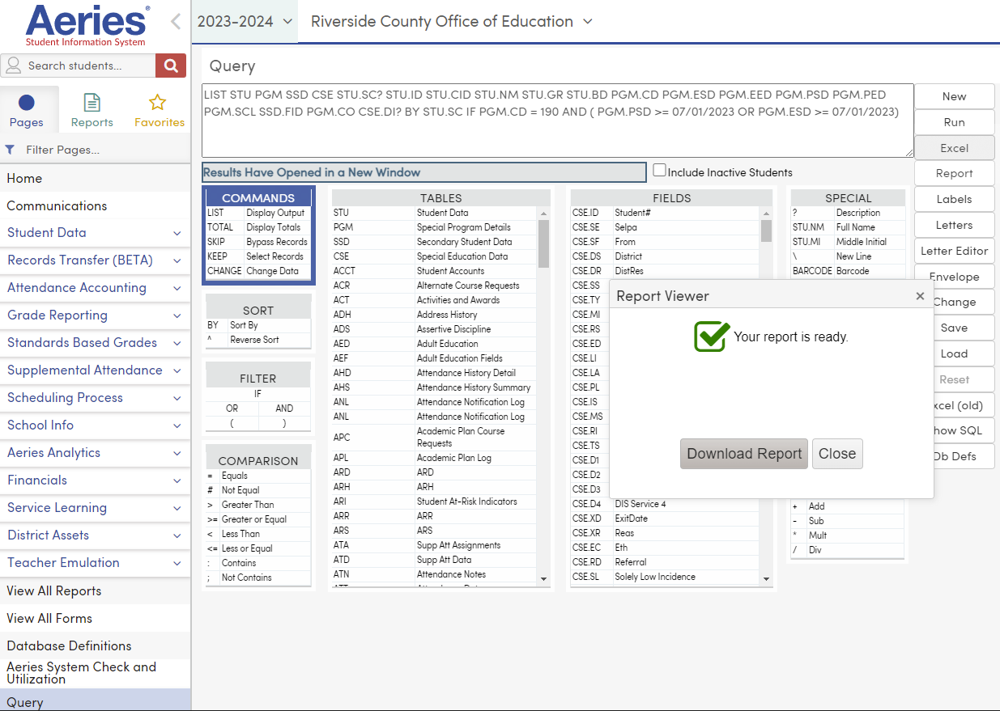 Aeries®
Student Information System
2023-2024
Riverside County Office of Education
Search students...
Pages
Reports
Favorites
Filter Pages...
Home
Communications
Student Data
Records Transfer (BETA)
Attendance Accounting
Grade Reporting
Standards Based Grades
Supplemental Attendance
Scheduling Process
School Info
Aeries Analytics
Financials
Service Learning
District Assets
Teacher Emulation
View All Reports
View All Forms
Database Definitions
Aeries System Check and
Utilization
Query
Query
LIST STU PGM SSD CSE STU.SC? STU.ID STU.CID STU.NM STU.GR STU.BD PGM.CD PGM.ESD PGM.EED PGM.PSD PGM.PED
PGM.SCL SSD.FID PGM.CO CSE.DI? BY STU.SC IF PGM.CD = 190 AND ( PGM.PSD >= 07/01/2023 OR PGM.ESD >= 07/01/2023)
Results Have Opened in a New Window
Include Inactive Students
COMMANDS
LIST Display Output
TOTAL Display Totals
SKIP Bypass Records
KEEP Select Records
CHANGE Change Data
SORT
BY Sort By
^ Reverse Sort
FILTER
IF
OR AND
( )
COMPARISON
= Equals
# Not Equal
> Greater Than
>= Greater or Equal
< Less Than
<= Less or Equal
: Contains
; Not Contains
TABLES
STU Student Data
PGM Special Program Details
SSD Secondary Student Data
CSE Special Education Data
ACCT Student Accounts
ACR Alternate Course Requests
ACT Activities and Awards
ADH Address History
ADS Assertive Discipline
AED Adult Education
AEF Adult Education Fields
AHD Attendance History Detail
AHS Attendance History Summary
ANL Attendance Notification Log
ANL Attendance Notification Log
APC Academic Plan Course
Requests
APL Academic Plan Log
ARD ARD
ARH ARH
ARI Student At-Risk Indicators
ARR ARR
ARS ARS
ATA Supp Att Assignments
ATD Supp Att Data
ATN Attendance Notes
FIELDS
CSE.ID Student#
CSE.SE Selpa
CSE.SF From
CSE.DS District
CSE.DR DistRes
CSE.SS
CSE.TY
CSE.MI
CSE.RS
CSE.ED
CSE.LI
CSE.LA
CSE.PL
CSE.IS
CSE.MS
CSE.RI
CSE.TS
CSE.D1
CSE.D2
CSE.D3
CSE.D4 DIS Service 4
CSE.XD ExitDate
CSE.XR Reas
CSE.EC Eth
CSE.RD Referral
CSE.SL Solely Low Incidence
SPECIAL
? Description
STU.NM Full Name
STU.MI Middle Initial
\ New Line
BARCODE Barcode
+ Add
- Sub
* Mult
/ Div
Report Viewer ×
Your report is ready.
Download Report
Close
New
Run
Excel
Report
Labels
Letters
Letter Editor
Envelope
Change
Save
Load
Reset
xcel (old)
how SQL
Db Defs